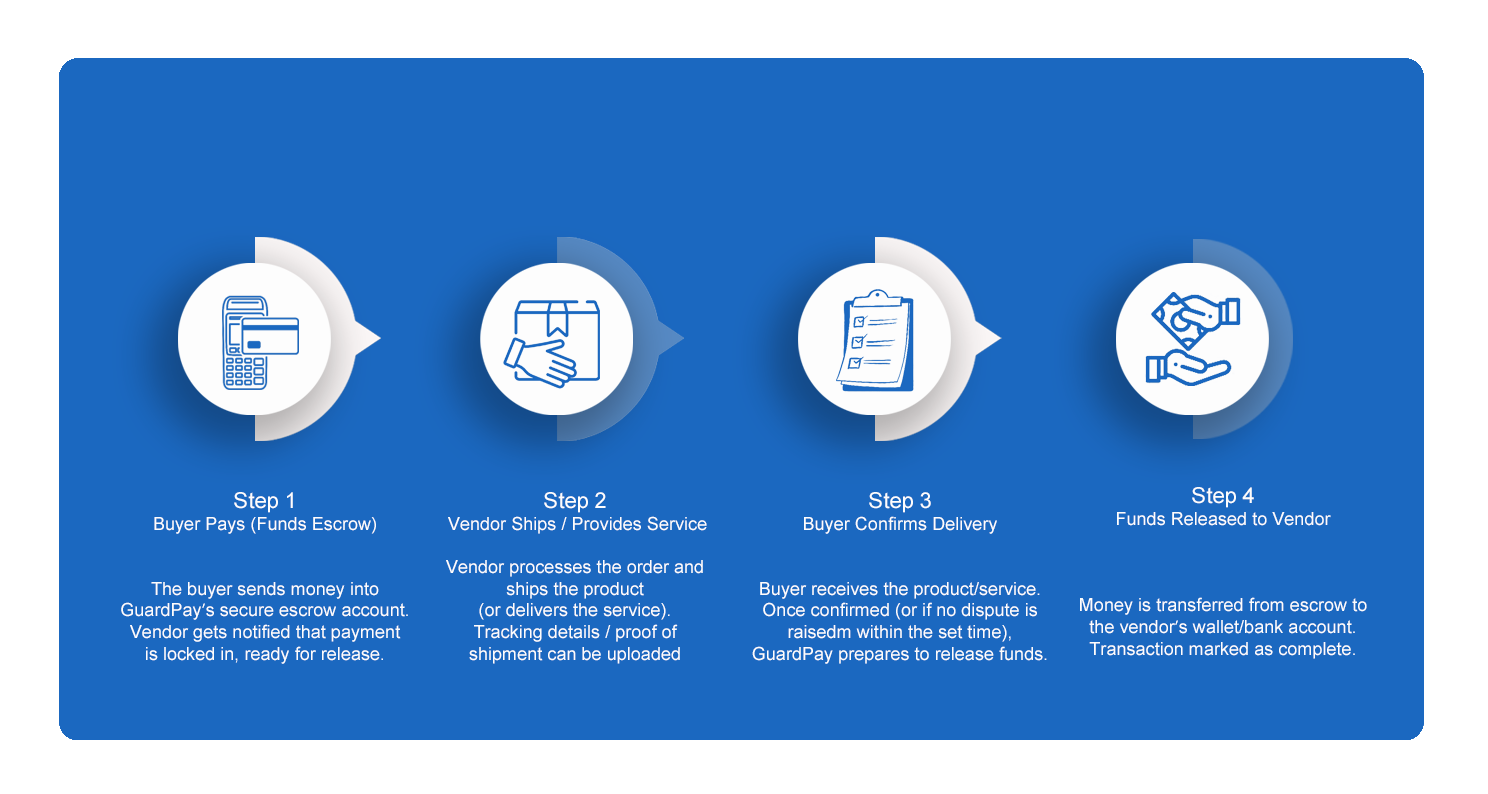 Step 1
Buyer Pays (Funds Escrow)
The buyer sends money into
GuardPay's secure escrow account.
Vendor gets notified that payment
is locked in, ready for release.
Step 2
Vendor Ships / Provides Service
Vendor processes the order and
ships the product
(or delivers the service).
Tracking details / proof of
shipment can be uploaded
Step 3
Buyer Confirms Delivery
Buyer receives the product/service.
Once confirmed (or if no dispute is
raisedm within the set time),
GuardPay prepares to release funds.
Step 4
Funds Released to Vendor
Money is transferred from escrow to
the vendor's wallet/bank account.
Transaction marked as complete.